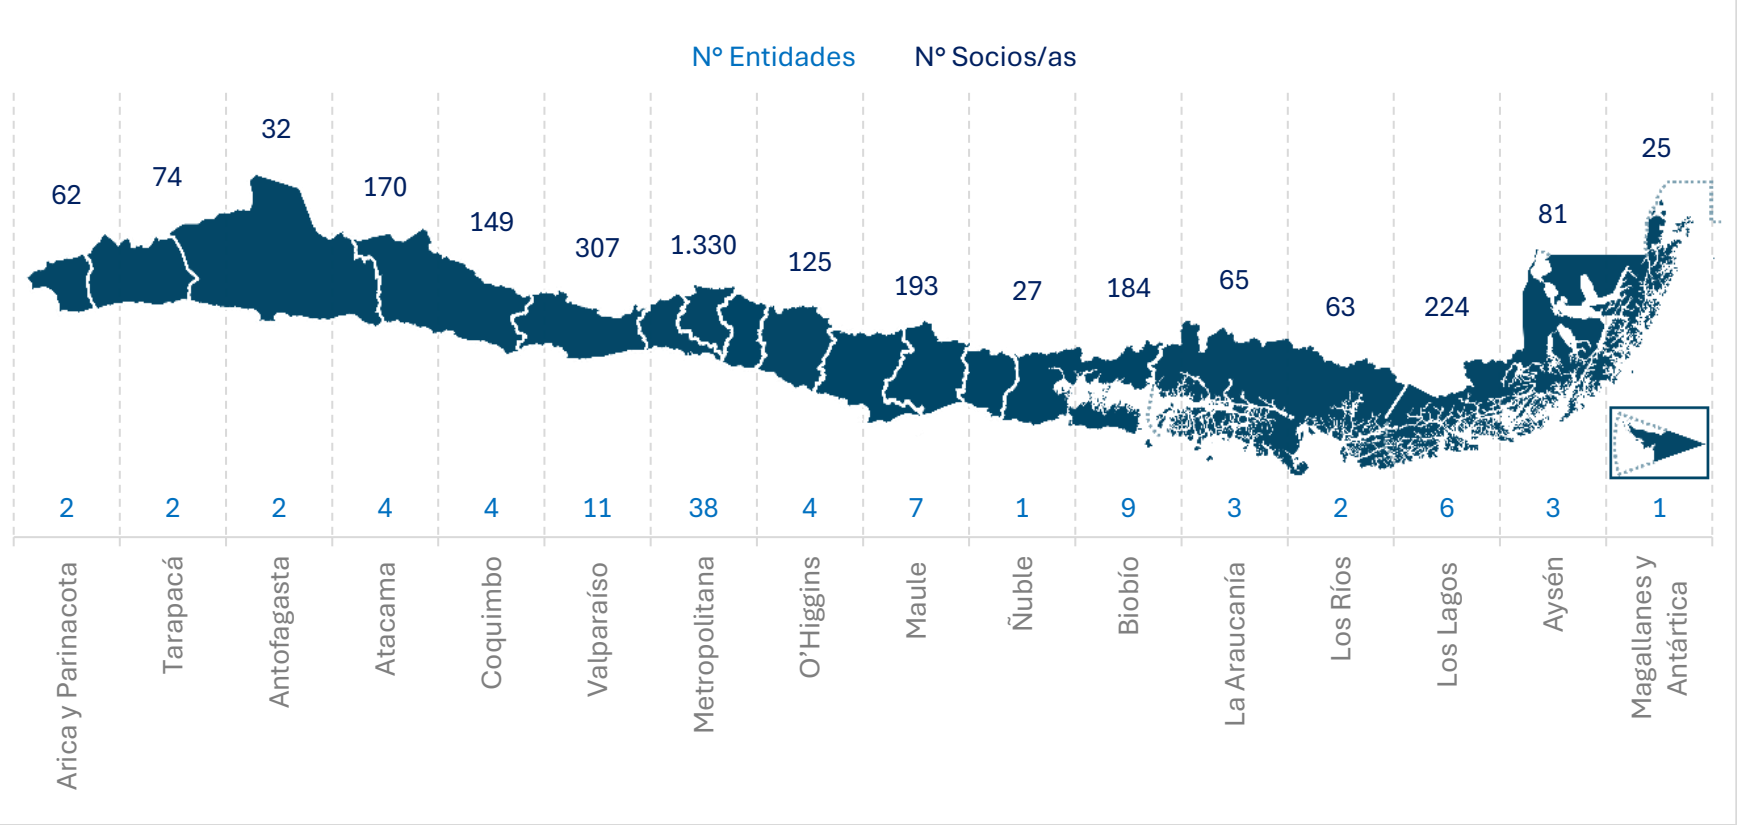 N° Entidades N° Socios/as
62 74 32 170 149 307 1.330 125 193 27 184 65 63 224 81 25
2 2 2 4 4 11 38 4 7 1 9 3 2 6 3 1
Arica y Parinacota
Tarapacá
Antofagasta
Atacama
Coquimbo
Valparaíso
Metropolitana
O’Higgins
Maule
Ñuble
Biobío
La Araucanía
Los Ríos
Los Lagos
Aysén
Magallanes y
Antártica